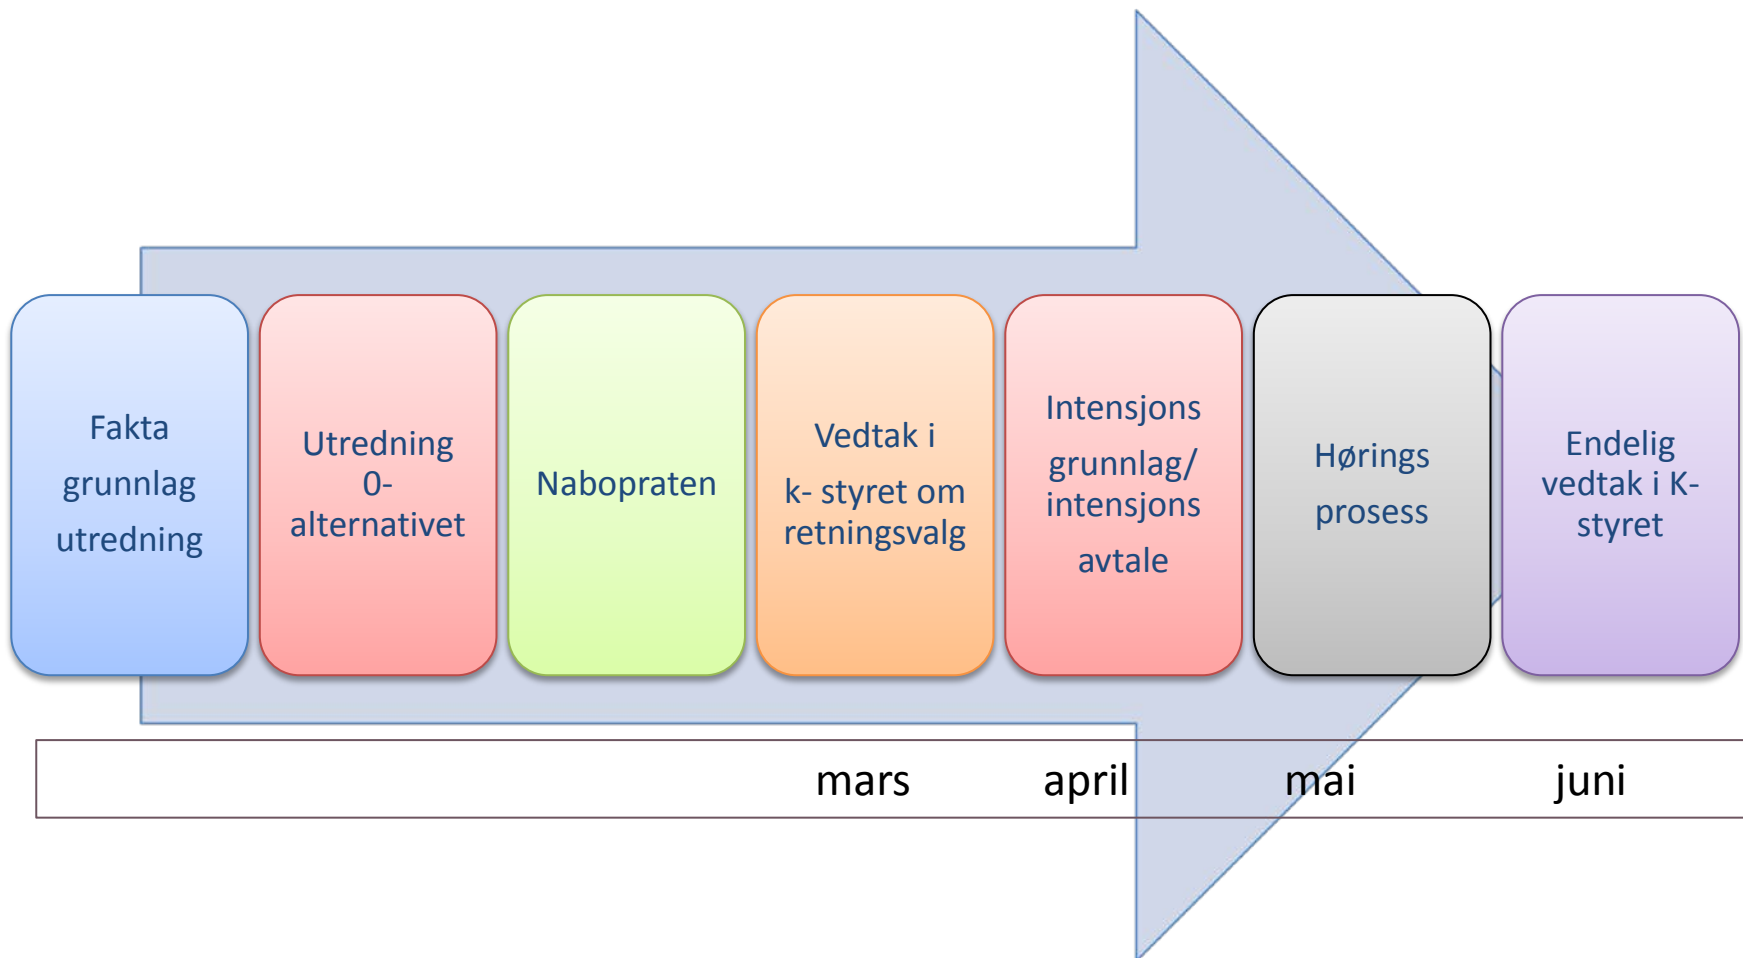 Fakta
grunnlag
utredning
Utredning
0-
alternativet
Nabopraten
Vedtak i
k- styret om
retningsvalg
Intensjons
grunnlag/
intensjons
avtale
Hørings
prosess
Endelig
vedtak i K-
styret
mars
april
mai
juni